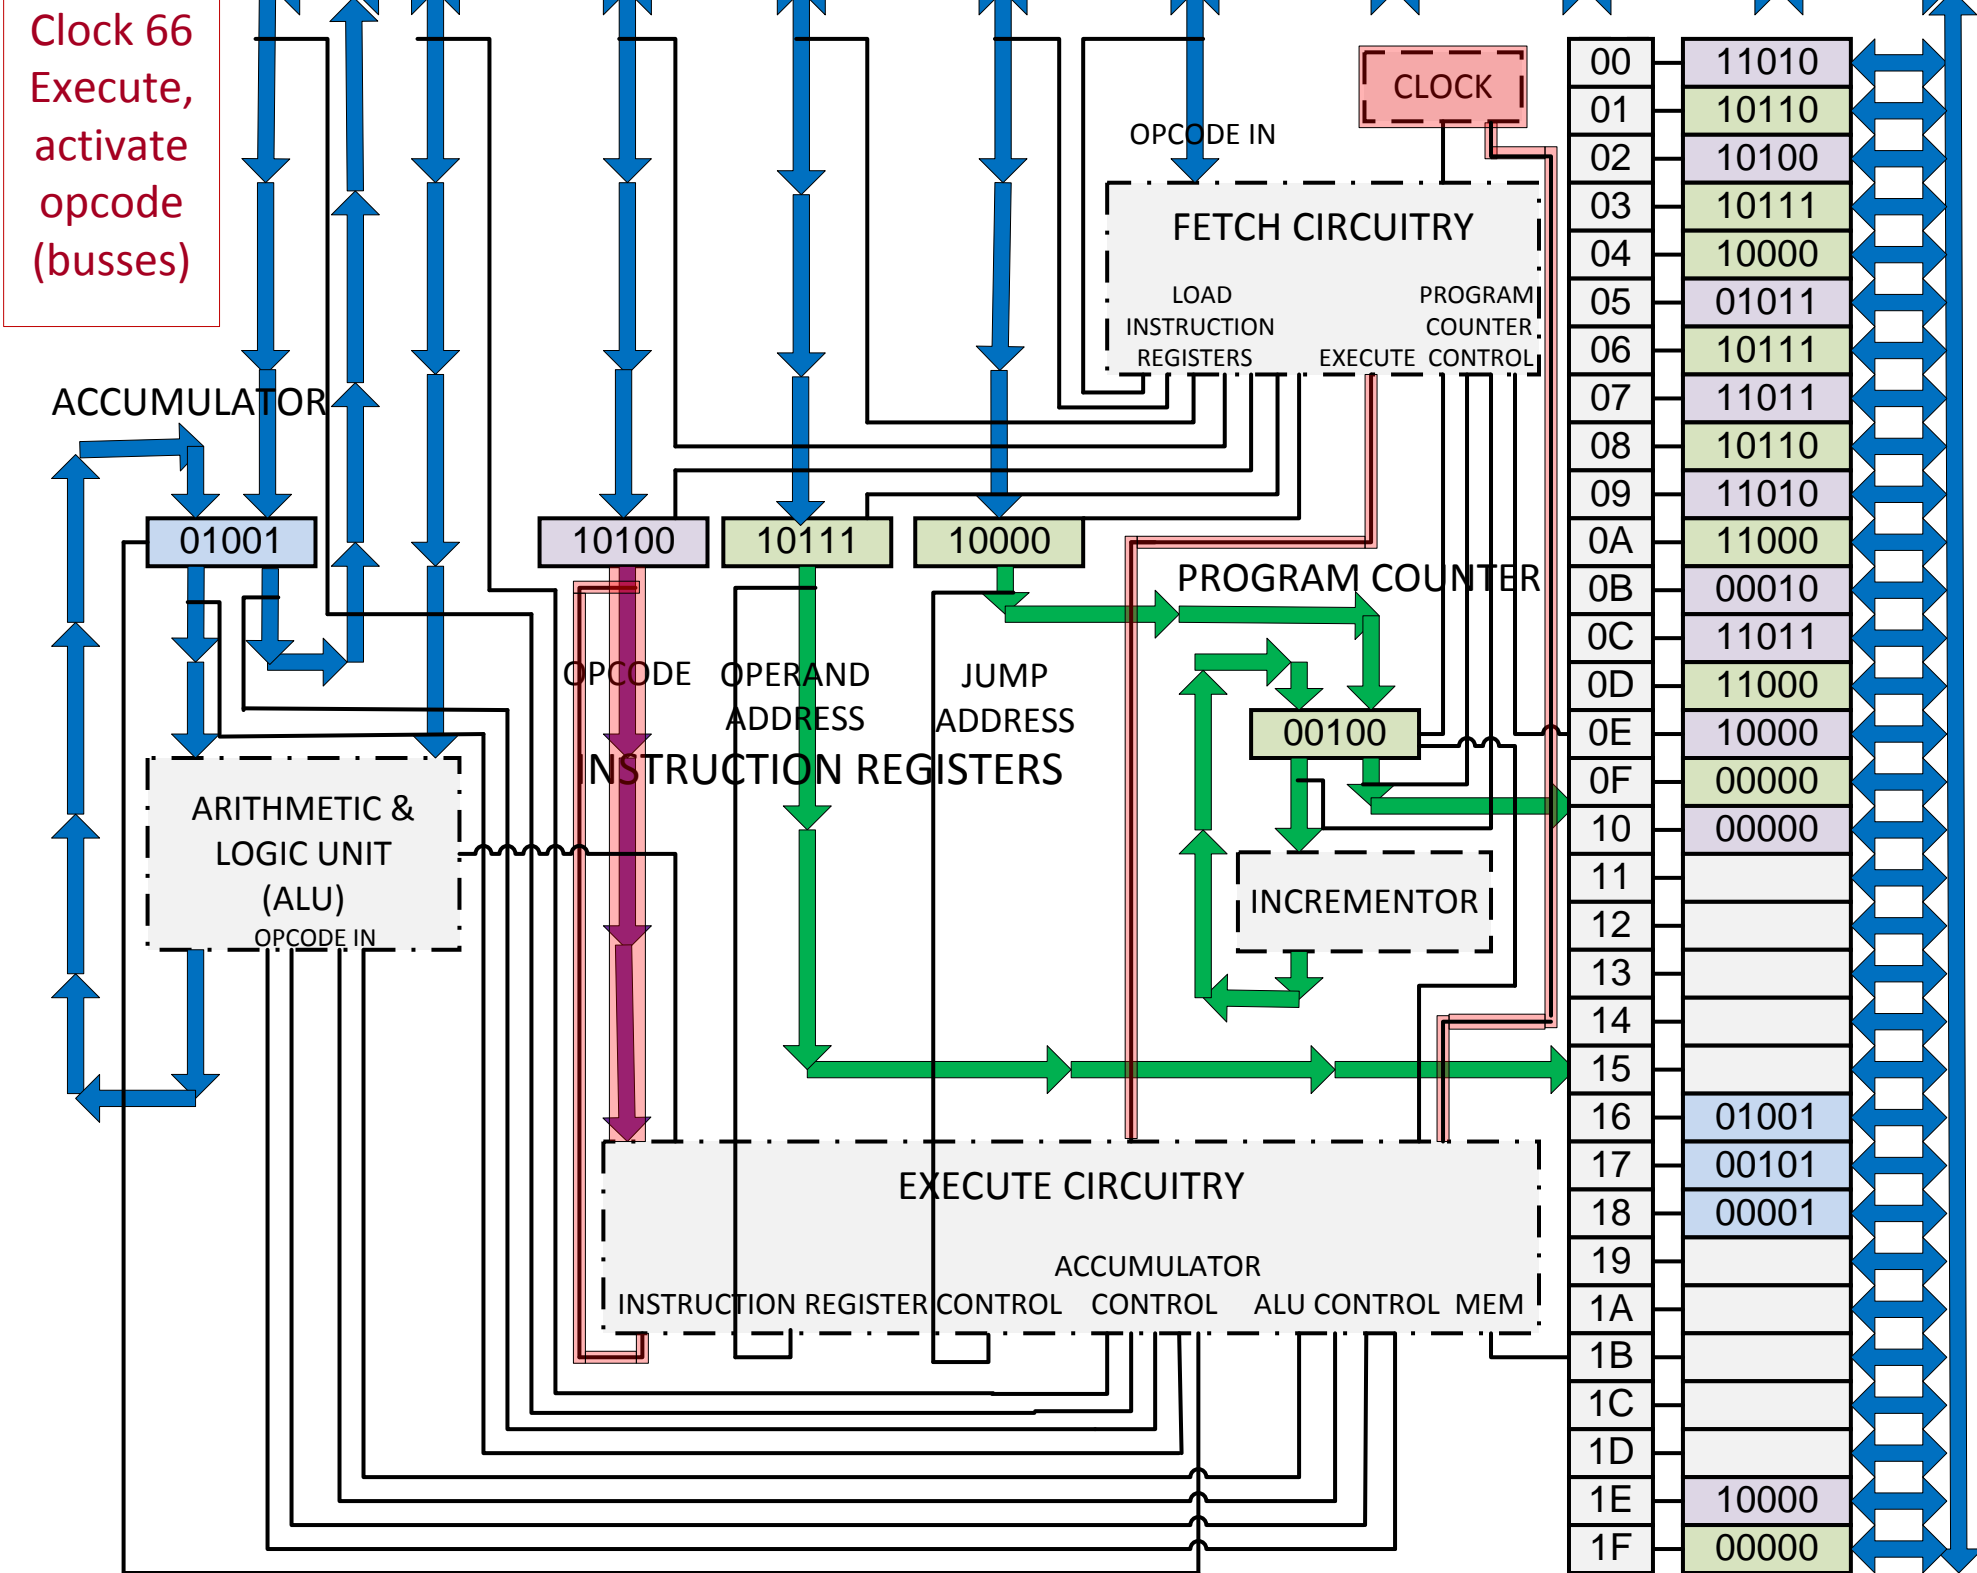 Clock 66
Execute,
activate
opcode
(busses)
CLOCK
OPCODE IN
FETCH CIRCUITRY
LOAD
INSTRUCTION
REGISTERS
EXECUTE
PROGRAM
COUNTER
CONTROL
ACCUMULATOR
01001
10100
10111
10000
PROGRAM COUNTER
OPCODE
OPERAND
ADDRESS
JUMP
ADDRESS
INSTRUCTION REGISTERS
00100
INCREMENTOR
ARITHMETIC &
LOGIC UNIT
(ALU)
OPCODE IN
EXECUTE CIRCUITRY
INSTRUCTION REGISTER CONTROL
ACCUMULATOR
CONTROL
ALU CONTROL
MEM
00 11010
01 10110
02 10100
03 10111
04 10000
05 01011
06 10111
07 11011
08 10110
09 11010
0A 11000
0B 00010
0C 11011
0D 11000
0E 10000
0F 00000
10 00000
11
12
13
14
15
16 01001
17 00101
18 00001
19
1A
1B
1C
1D
1E 10000
1F 00000